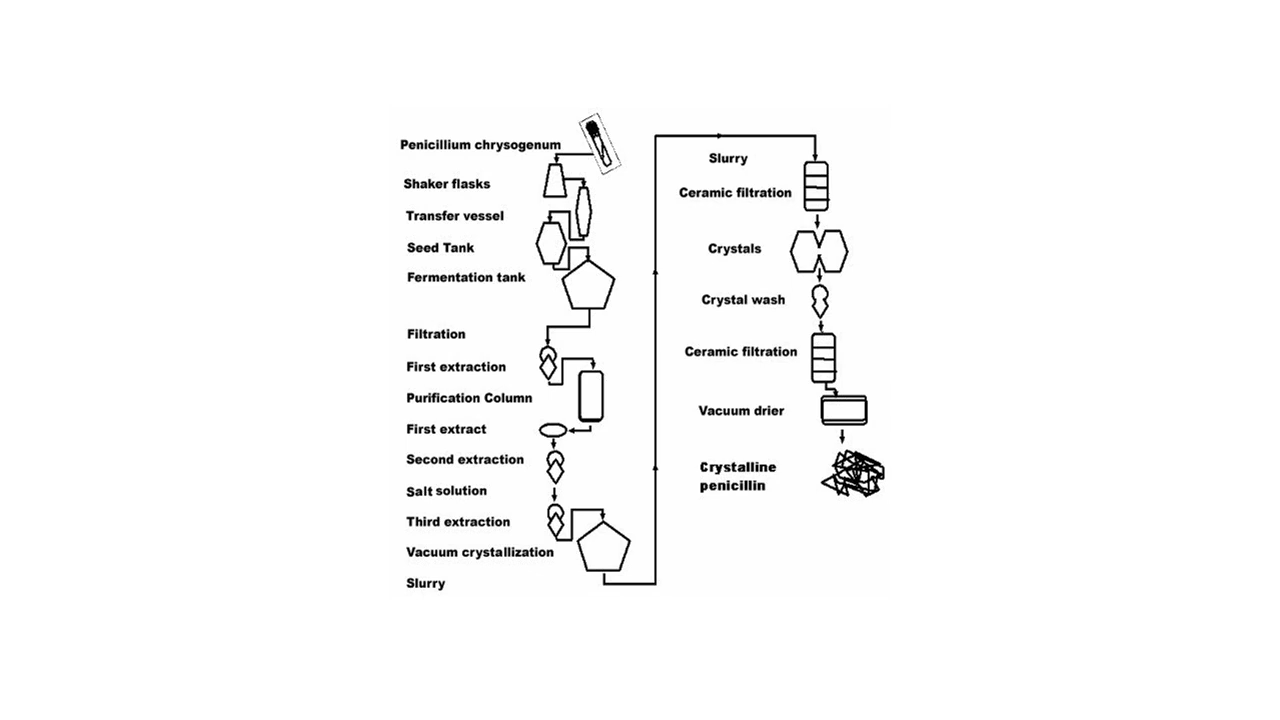 Penicillium chrysogenum
Shaker flasks
Transfer vessel
Seed Tank
Fermentation tank
Filtration
First extraction
Purification Column
First extract
Second extraction
Salt solution
Third extraction
Vacuum crystallization
Slurry
Slurry
Ceramic filtration
Crystals
Crystal wash
Ceramic filtration
Vacuum drier
Crystalline
penicillin